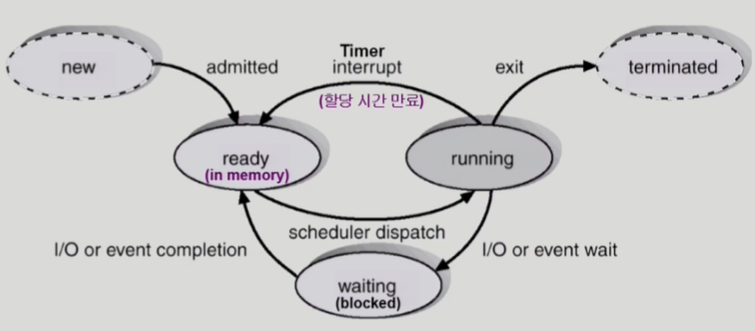 new
admitted
Timer
interrupt
(할당 시간 만료)
exit
terminated
ready
(in memory)
running
scheduler dispatch
I/O or event completion
I/O or event wait
waiting
(blocked)